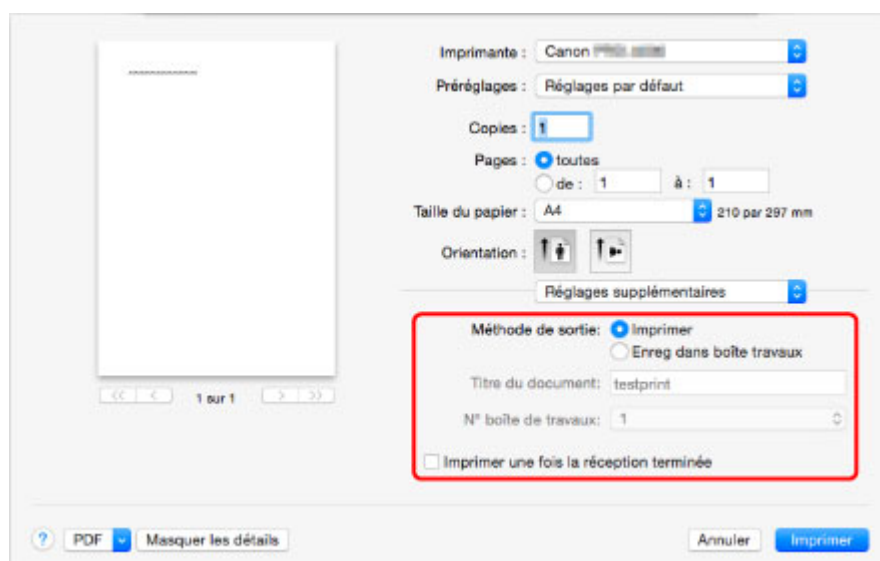 Imprimante : Canon
Préréglages : Réglages par défaut
Copies : 1
Pages : toutes
de : 1 à : 1
Taille du papier : A4 210 par 297 mm
Orientation :
Réglages supplémentaires
Méthode de sortie: Imprimer
Enreg dans boîte travaux
Titre du document: testprint
N° boîte de travaux: 1
Imprimer une fois la réception terminée
<< < 1 sur 1 > >>
? PDF Masquer les détails Annuler Imprimer